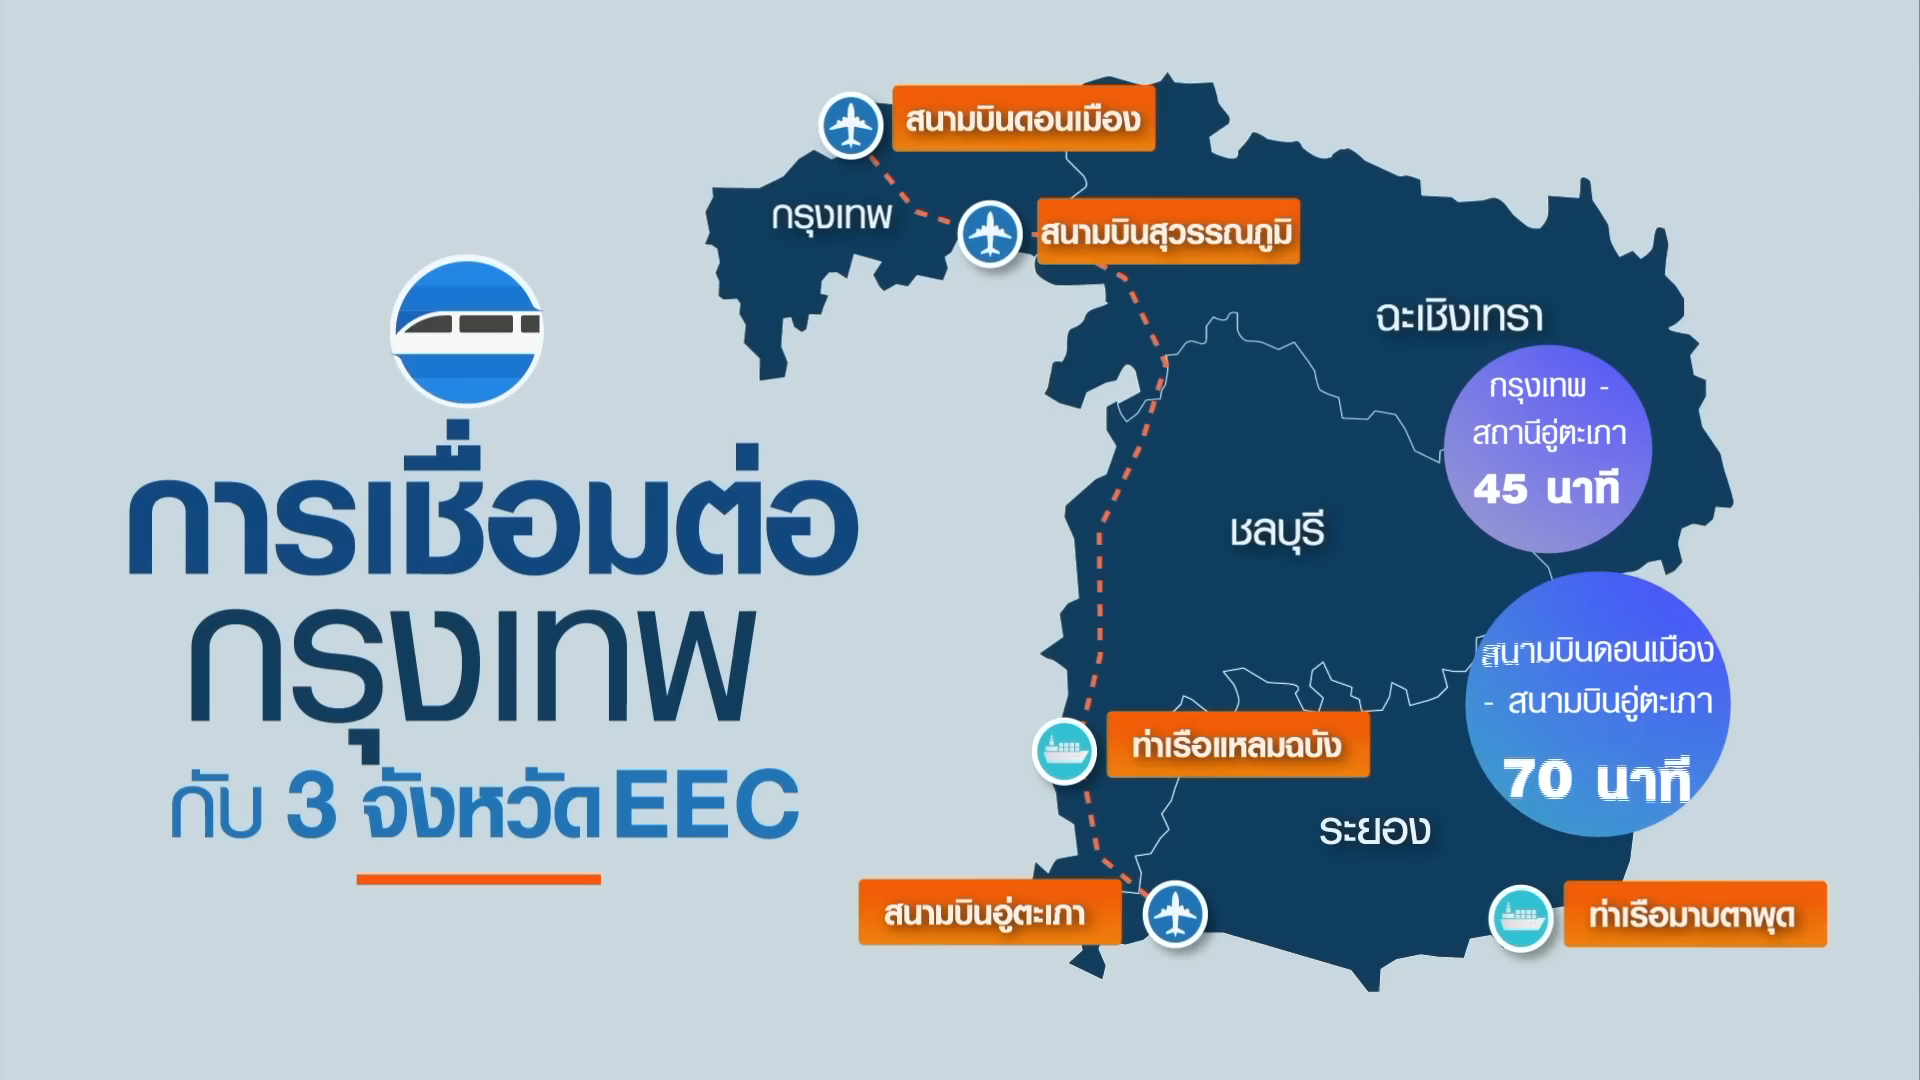 การเชื่อมต่อ
กรุงเทพ
กับ 3 จังหวัด EEC
สนามบินดอนเมือง
กรุงเทพ
สนามบินสุวรรณภูมิ
ฉะเชิงเทรา
กรุงเทพ -
สถานีอู่ตะเภา
45 นาที
ชลบุรี
สนามบินดอนเมือง
- สนามบินอู่ตะเภา
70 นาที
ท่าเรือแหลมฉบัง
ระยอง
สนามบินอู่ตะเภา
ท่าเรือมาบตาพุด